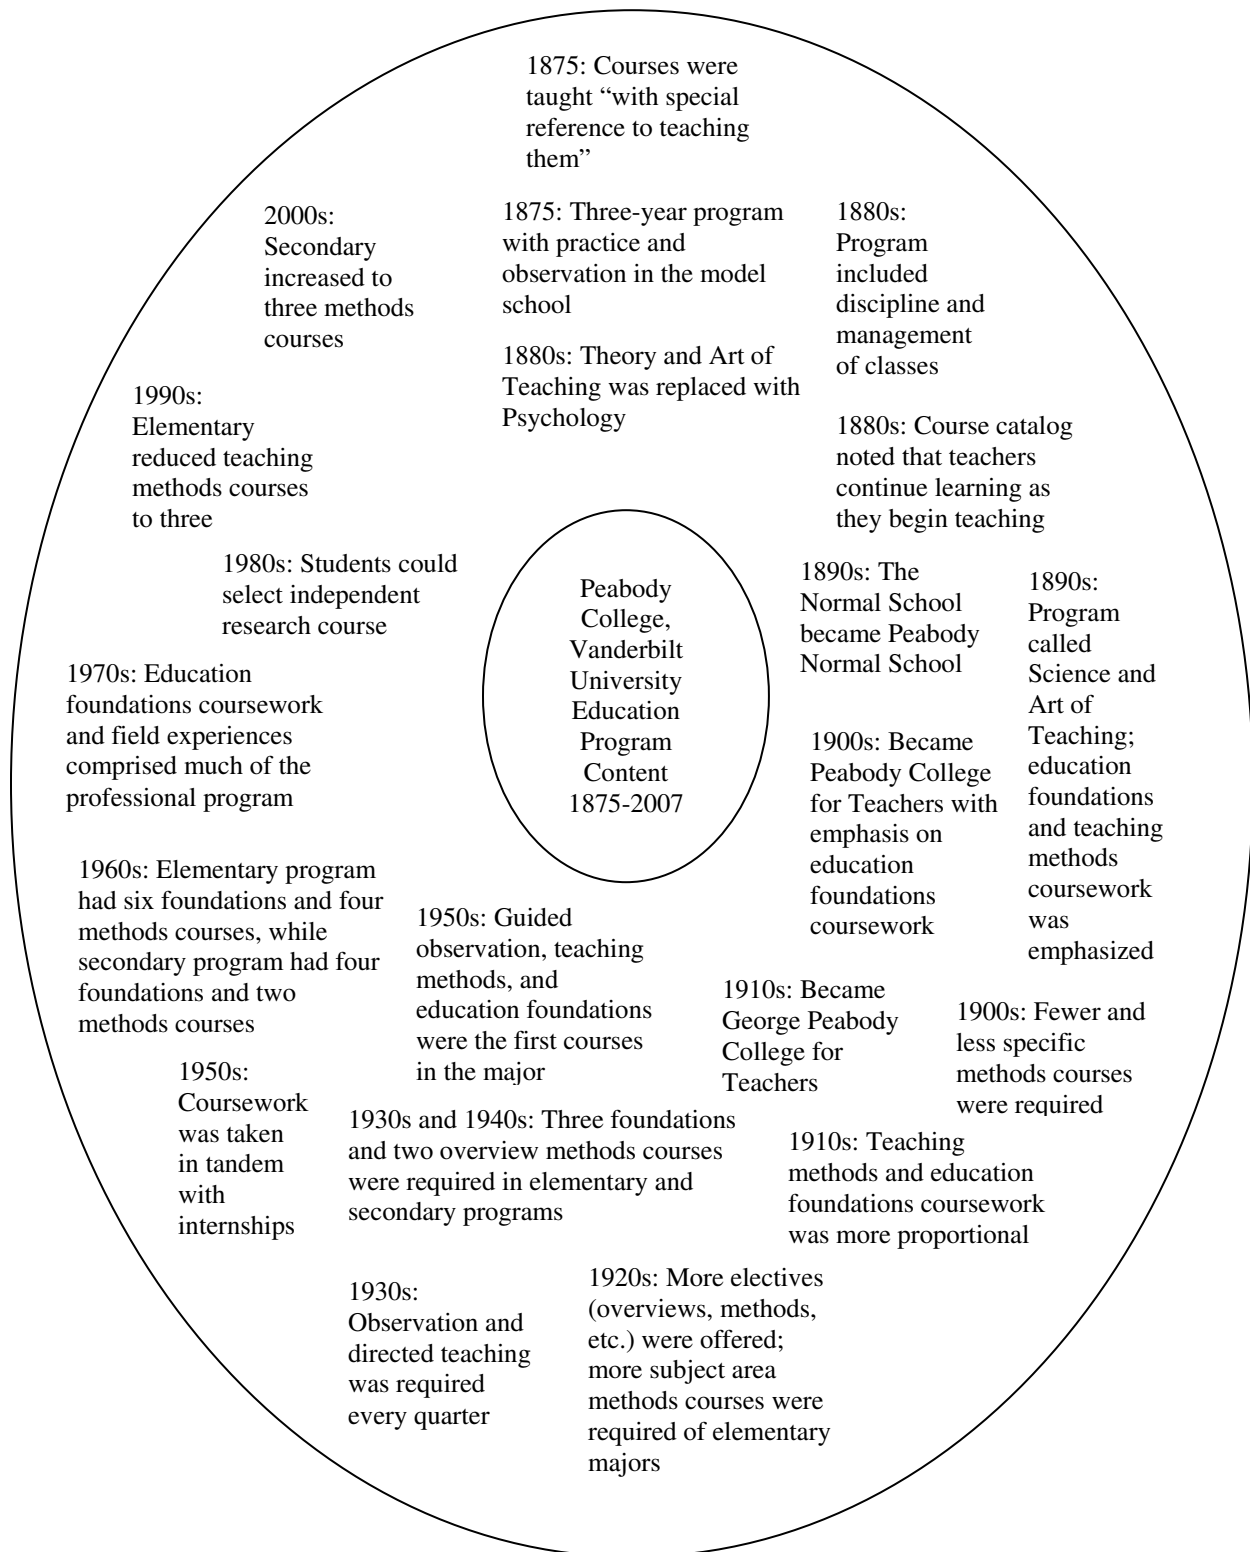 1875: Courses were
taught “with special
reference to teaching
them”
1875: Three-year program
with practice and
observation in the model
school
1880s: Theory and Art of
Teaching was replaced with
Psychology
1880s:
Program
included
discipline and
management
of classes
1880s: Course catalog
noted that teachers
continue learning as
they begin teaching
1890s: The
Normal School
became Peabody
Normal School
1890s:
Program
called
Science and
Art of
Teaching;
education
foundations
and teaching
methods
coursework
was
emphasized
1900s: Became
Peabody College
for Teachers with
emphasis on
education
foundations
coursework
1900s: Fewer and
less specific
methods courses
were required
1910s: Became
George Peabody
College for
Teachers
1910s: Teaching
methods and education
foundations coursework
was more proportional
1920s: More electives
(overviews, methods,
etc.) were offered;
more subject area
methods courses were
required of elementary
majors
1930s:
Observation and
directed teaching
was required
every quarter
1930s and 1940s: Three foundations
and two overview methods courses
were required in elementary and
secondary programs
1950s: Guided
observation, teaching
methods, and
education foundations
were the first courses
in the major
1950s:
Coursework
was taken
in tandem
with
internships
1960s: Elementary program
had six foundations and four
methods courses, while
secondary program had four
foundations and two
methods courses
1970s: Education
foundations coursework
and field experiences
comprised much of the
professional program
1980s: Students could
select independent
research course
1990s:
Elementary
reduced teaching
methods courses
to three
2000s:
Secondary
increased to
three methods
courses
Peabody
College,
Vanderbilt
University
Education
Program
Content
1875-2007